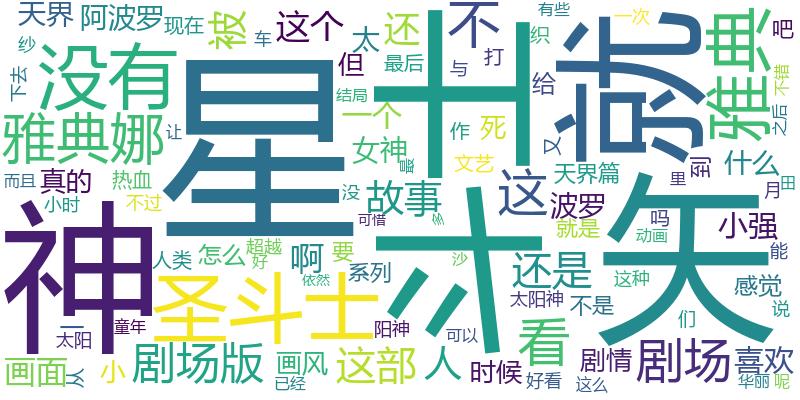 天界
阿波罗
现在
被
这个
太
还
不
有些
一次
织
就
雅典
吧
纱
车
但
最后
与
打
给
不错
之后
下去
没有
星
斗
结局
一个
作
死
又
雅典娜
让
女神
最
文艺
天界篇
到
什么
而且
真的
热血
没
故事
这
波罗
里
月
田
小时
不过
可惜
多
就是
吗
矢
小强
神
人类
怎么
超越
好
啊
要
系列
依然
沙
还是
动画
能
圣斗士
太阳神
不是
这种
感觉
们
说
一
太阳
童年
阳神
可以
看
画面
从
小
剧场版
画风
已经
这部
人
时候
好看
剧情
这么
剧场
喜欢
华丽
呢